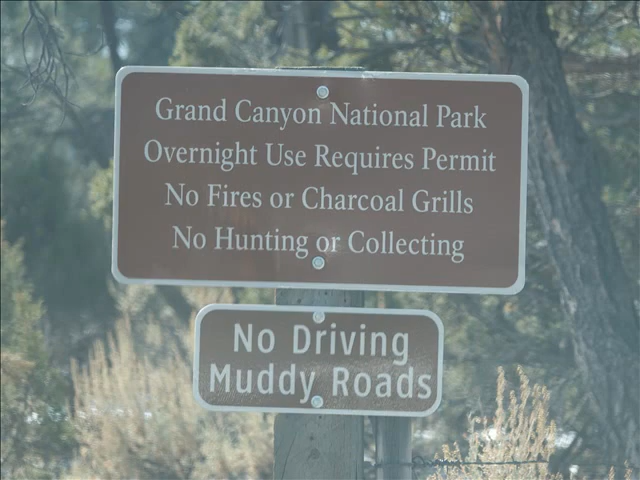 Grand Canyon National Park
Overnight Use Requires Permit
No Fires or Charcoal Grills
No Hunting or Collecting
No Driving
Muddy Roads